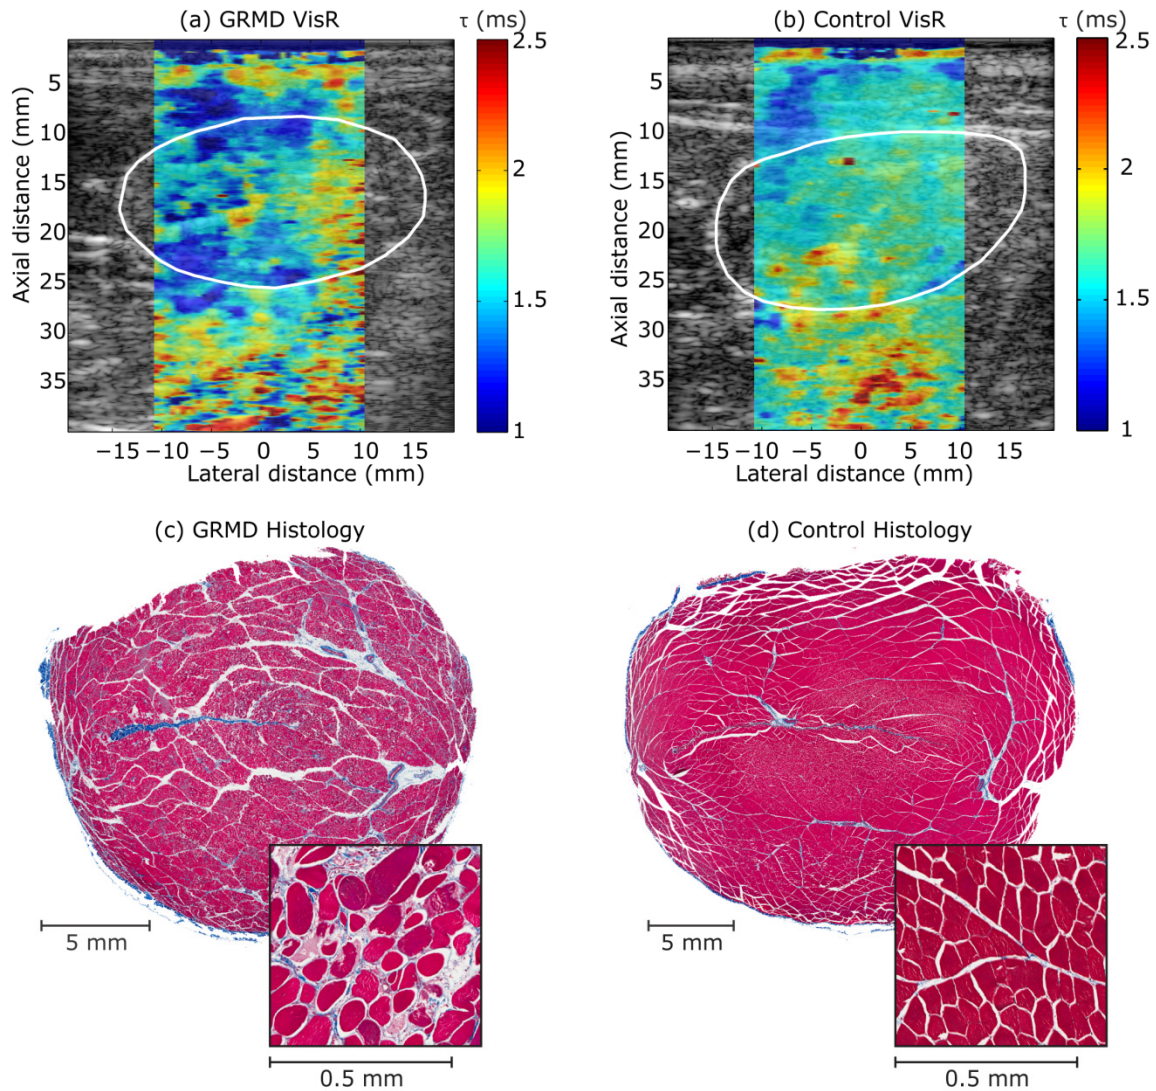 (a) GRMD VisR
τ (ms)
2.5
2
1.5
1
5
10
15
20
25
30
35
Axial distance (mm)
−15 −10 −5 0 5 10 15
Lateral distance (mm)
(b) Control VisR
τ (ms)
2.5
2
1.5
1
5
10
15
20
25
30
35
Axial distance (mm)
−15 −10 −5 0 5 10 15
Lateral distance (mm)
(c) GRMD Histology
5 mm
0.5 mm
(d) Control Histology
5 mm
0.5 mm